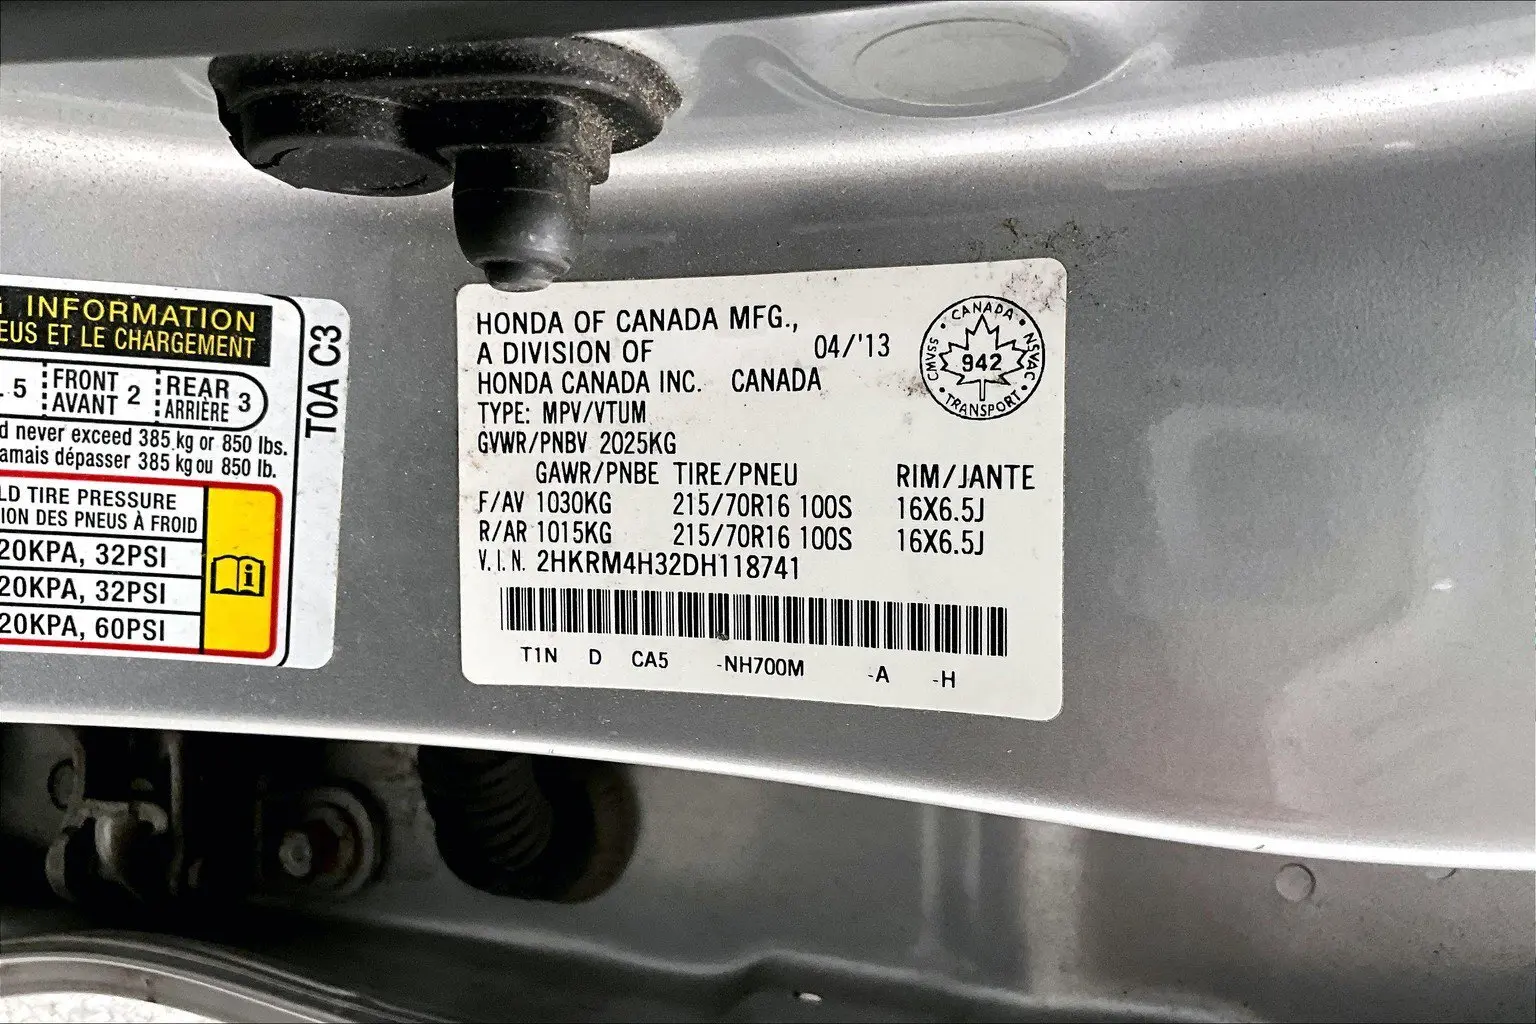 INFORMATION
EUS ET LE CHARGEMENT
5 FRONT AVANT 2 REAR ARRIÈRE 3
never exceed 385 kg or 850 lbs.
amais dépasser 385 kg ou 850 lb.
LD TIRE PRESSURE
ION DES PNEUS À FROID
20KPA, 32PSI
20KPA, 32PSI
20KPA, 60PSI
T0A C3
HONDA OF CANADA MFG.,
A DIVISION OF 04/'13
HONDA CANADA INC. CANADA
TYPE: MPV/VTUM
GVWR/PNBV 2025KG
GAWR/PNBE TIRE/PNEU RIM/JANTE
F/AV 1030KG 215/70R16 100S 16X6.5J
R/AR 1015KG 215/70R16 100S 16X6.5J
V.I.N. 2HKRM4H32DH118741
T1N D CA5 -NH700M -A -H
CANADA
CMVSS 942 NSVAC
TRANSPORT